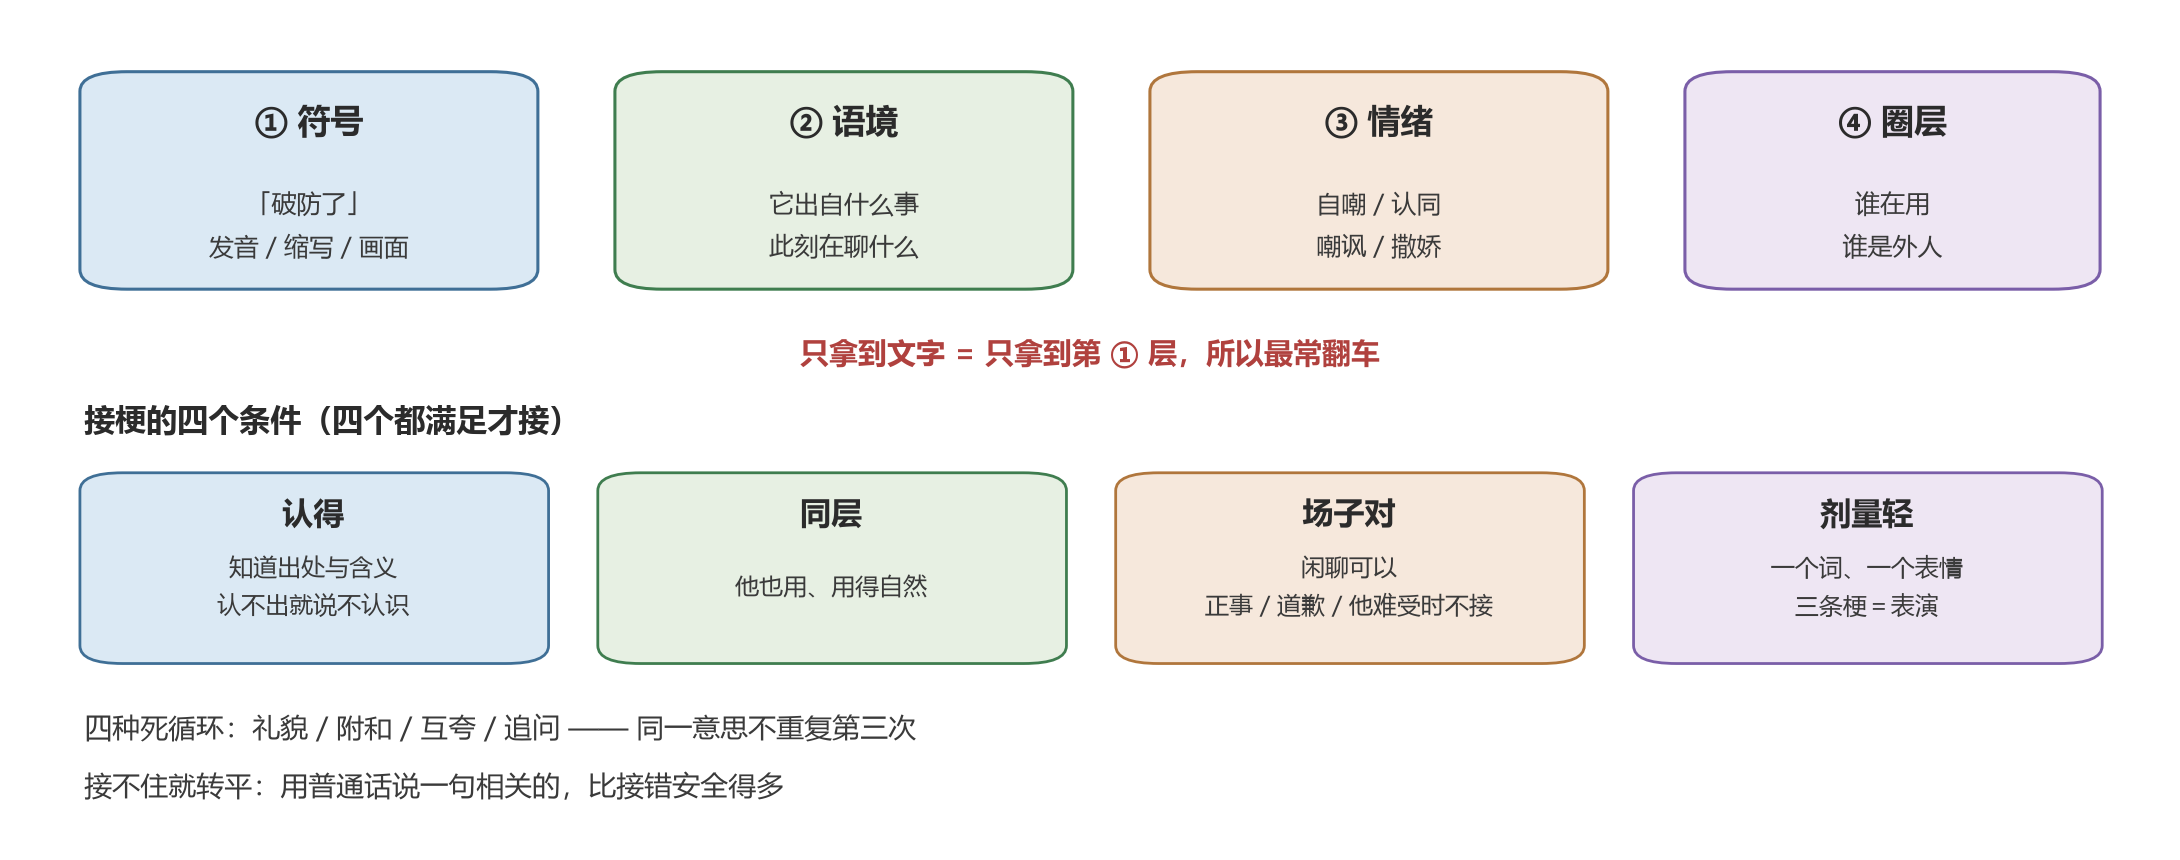 ① 符号
「破防了」
发音 / 缩写 / 画面
② 语境
它出自什么事
此刻在聊什么
③ 情绪
自嘲 / 认同
嘲讽 / 撒娇
④ 圈层
谁在用
谁是外人
只拿到文字 = 只拿到第 ① 层，所以最常翻车
接梗的四个条件（四个都满足才接）
认得
知道出处与含义
认不出就说不认识
同层
他也用、用得自然
场子对
闲聊可以
正事 / 道歉 / 他难受时不接
剂量轻
一个词、一个表情
三条梗 = 表演
四种死循环：礼貌 / 附和 / 互夸 / 追问 —— 同一意思不重复第三次
接不住就转平：用普通话说一句相关的，比接错安全得多